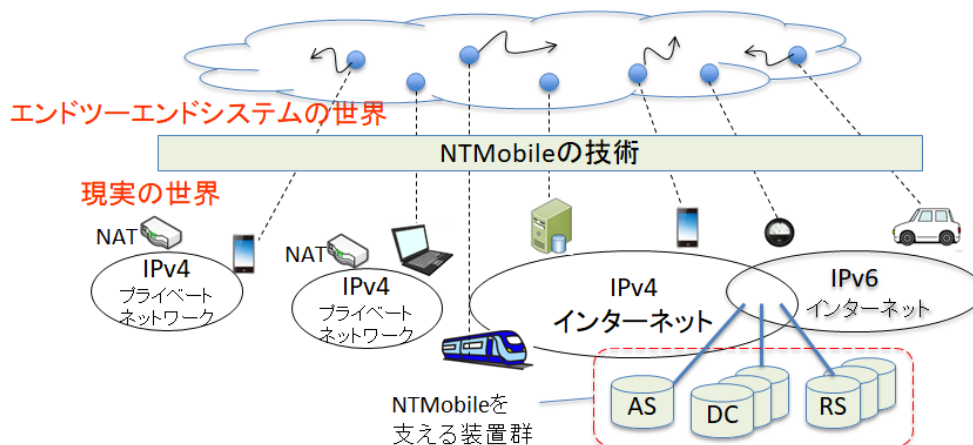 エンドツーエンドシステムの世界
NTMobileの技術
現実の世界
NAT
IPv4
プライベート
ネットワーク
NAT
IPv4
プライベート
ネットワーク
IPv4
インターネット
IPv6
インターネット
NTMobileを
支える装置群
AS
DC
RS